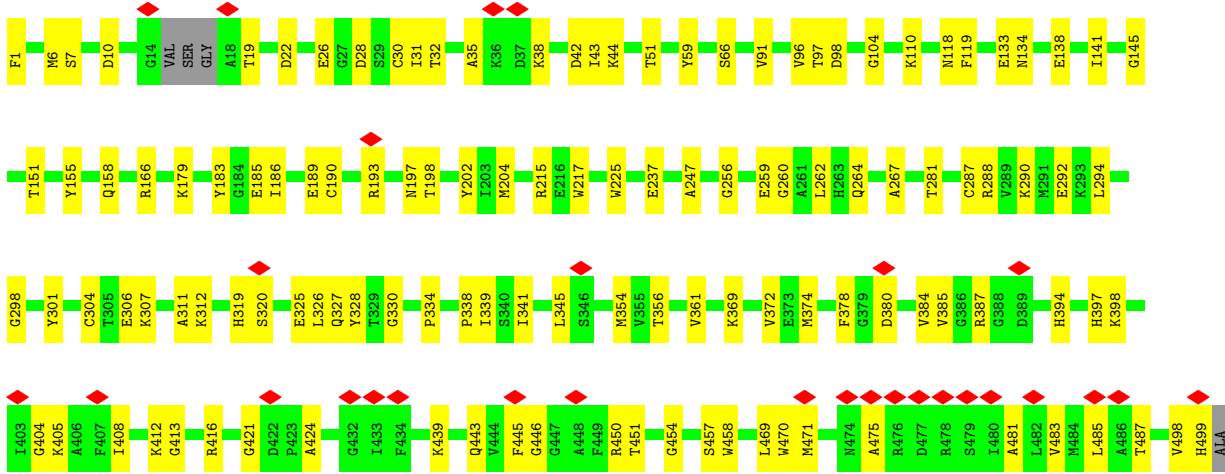 F1 M6 S7 D10 G14 VAL SER GLY A18 T19 D22 E26 G27 D28 S29 C30 I31 T32 A35 K36 D37 K38 D42 I43 K44 T51 Y59 S66 V91 V96 T97 D98 G104 K110 N118 F119 E133 N134 E138 I141 G145
T151 Y155 Q158 R166 K179 Y183 G184 E185 I186 E189 C190 R193 N197 T198 Y202 I203 M204 R215 E216 W217 W225 E237 A247 G256 E259 G260 A261 L262 H263 Q264 A267 T281 C287 R288 V289 K290 M291 E292 K293 L294
G298 Y301 C304 T305 E306 K307 A311 K312 H319 S320 E325 L326 Q327 Y328 T329 G330 P334 P338 I339 S340 I341 L345 S346 M354 V355 T356 V361 K369 V372 E373 M374 F378 G379 D380 V384 V385 G386 R387 G388 D389 H394 H397 K398
I403 G404 K405 A406 F407 I408 K412 G413 R416 G421 D422 P423 A424 G432 I433 F434 K439 Q443 V444 F445 G446 G447 A448 F449 R450 T451 G454 S457 W458 L469 W470 M471 N474 A475 R476 D477 R478 S479 I480 A481 L482 V483 M484 L485 A486 T487 V498 H499 ALA